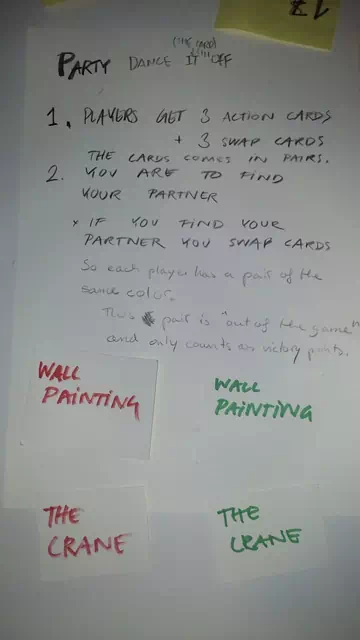 PARTY DANCE IT OFF
1. PLAYERS GET 3 ACTION CARDS
+ 3 SWAP CARDS
THE CARDS COMES IN PAIRS.
2. YOU ARE TO FIND
YOUR PARTNER
x IF YOU FIND YOUR
PARTNER YOU SWAP CARDS
So each player has a pair of the
same color.
This pair is "out of the game"
and only counts as victory points.
WALL
PAINTING
WALL
PAINTING
THE
CRANE
THE
CRANE